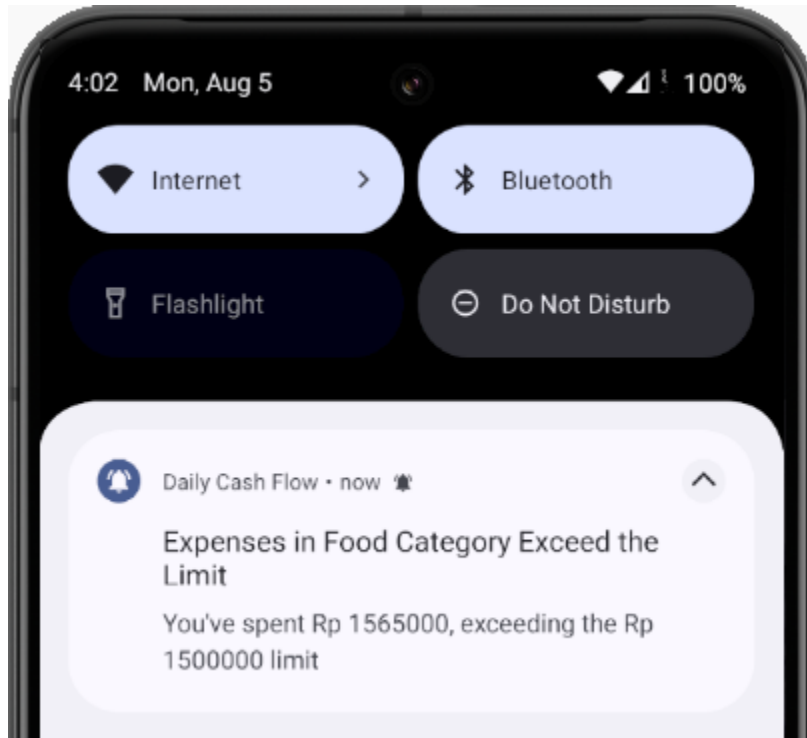 4:02 Mon, Aug 5 100%
Internet Bluetooth
Flashlight Do Not Disturb
Daily Cash Flow • now
Expenses in Food Category Exceed the
Limit
You've spent Rp 1565000, exceeding the Rp
1500000 limit